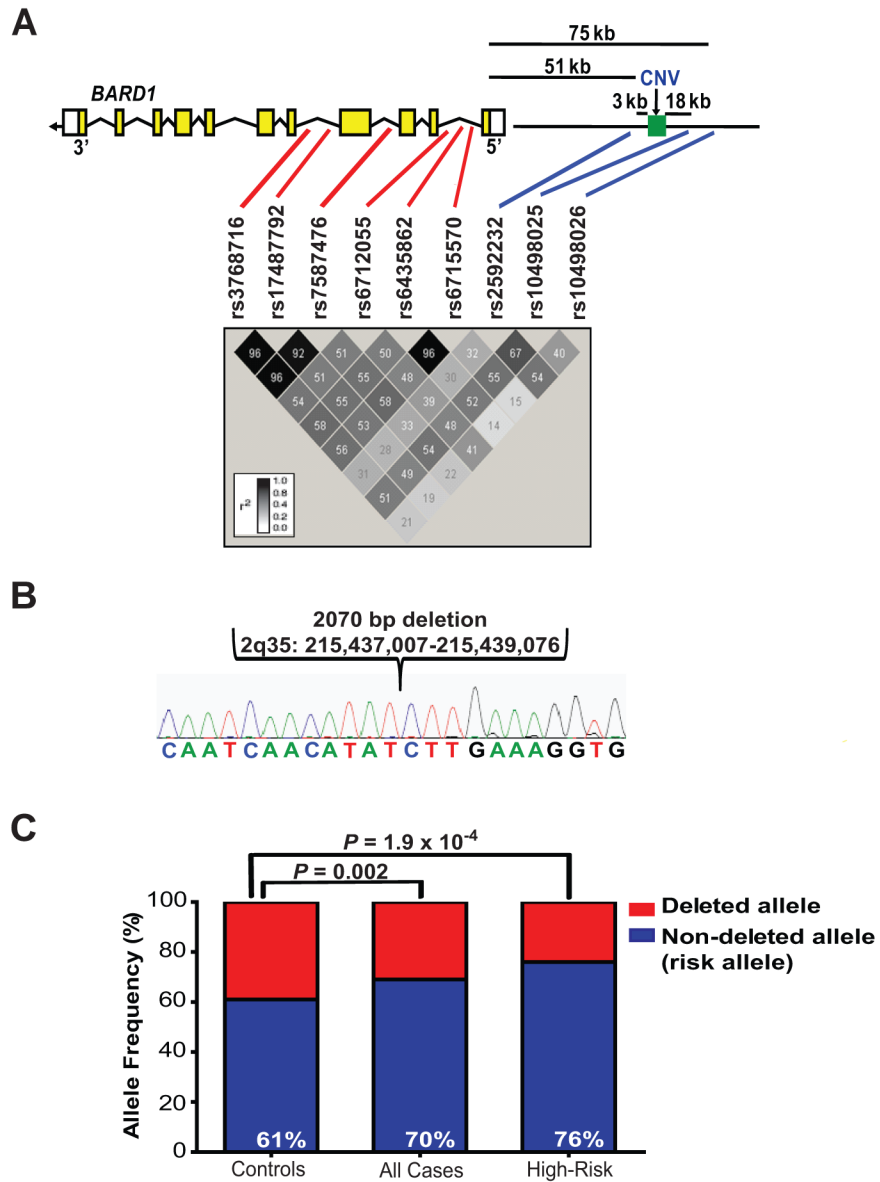 A
75 kb
51 kb
CNV
BARD1
3 kb
18 kb
3’
5’
rs3768716
rs17487792
rs7587476
rs6712055
rs6435862
rs6715570
rs2592232
rs10498025
rs10498026
96 92 51 50 96 32 67 40
96 51 55 48 30 55 54
54 55 58 39 52 15
58 53 33 48 14
56 28 54 41
31 49 22
51 19
21
r2
1.0
0.8
0.4
0.2
0.0
B
2070 bp deletion
2q35: 215,437,007-215,439,076
CAATCAACATATCTTGAAAGGTG
C
P = 1.9 x 10-4
P = 0.002
Allele Frequency (%)
100
80
60
40
20
0
61%
70%
76%
Controls
All Cases
High-Risk
Deleted allele
Non-deleted allele
(risk allele)